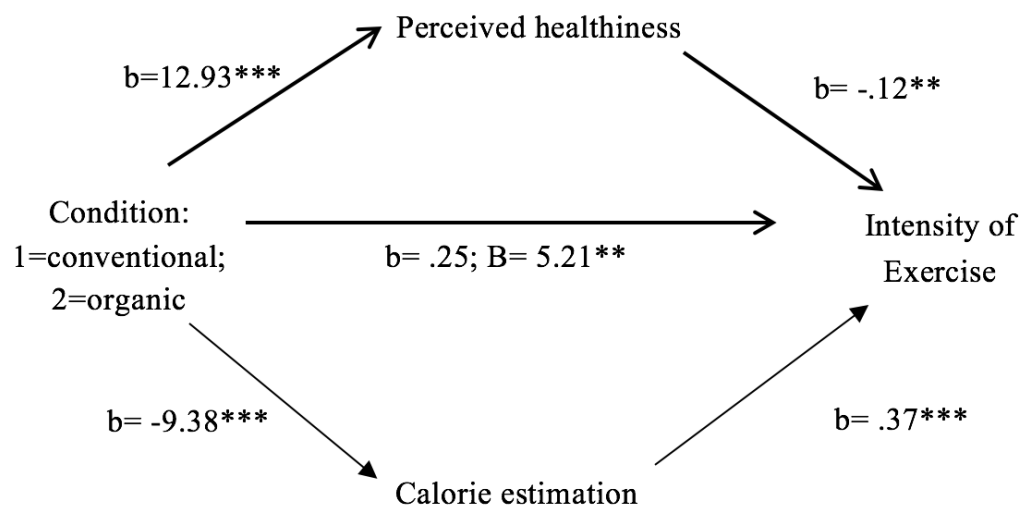 Perceived healthiness
b=12.93***
b= -.12**
Condition:
1=conventional;
2=organic
b= .25; B= 5.21**
Intensity of
Exercise
b= -9.38***
b= .37***
Calorie estimation